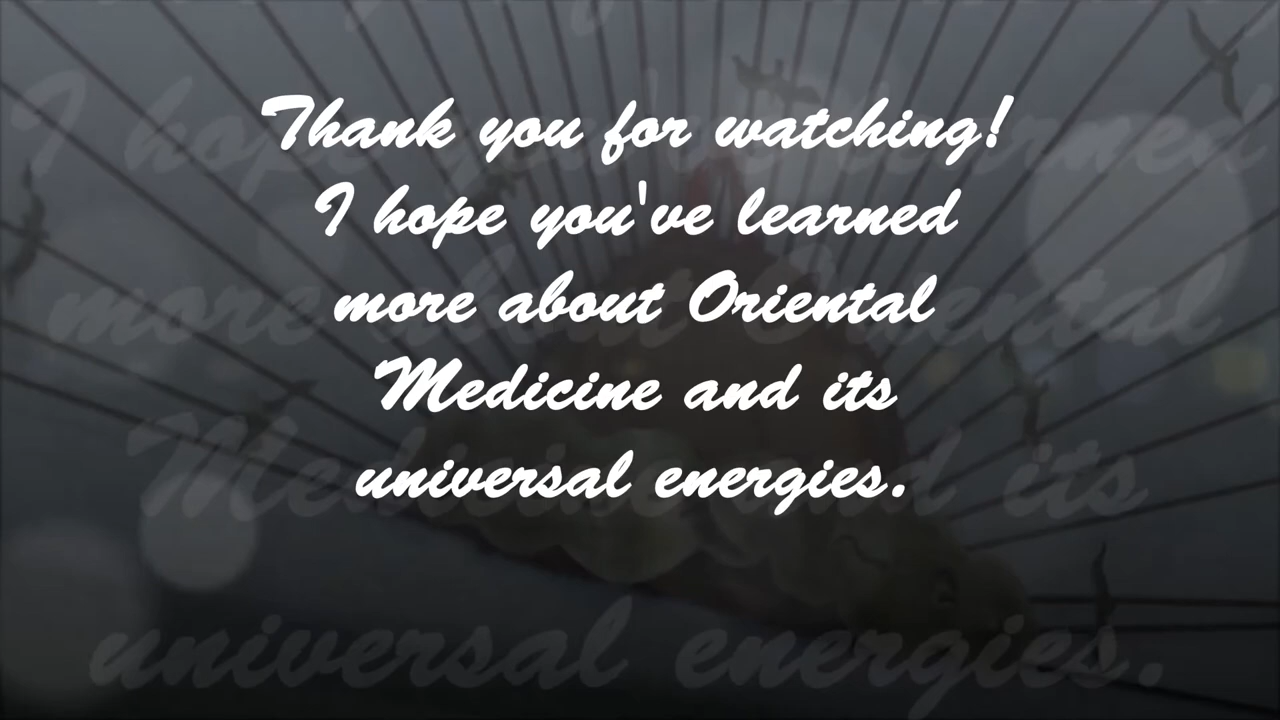 Thank you for watching!
I hope you've learned
more about Oriental
Medicine and its
universal energies.